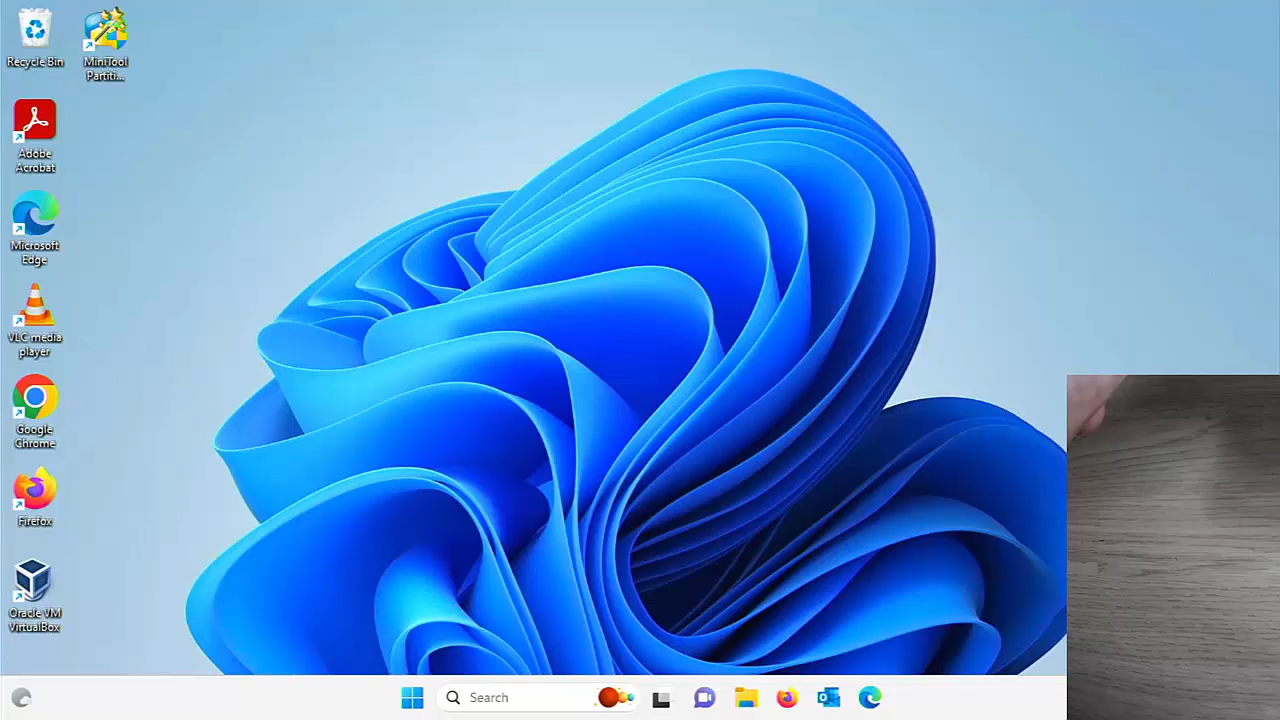 Recycle Bin
MiniTool
Partiti...
Adobe
Acrobat
Microsoft
Edge
VLC media
player
Google
Chrome
Firefox
Oracle VM
VirtualBox
Search